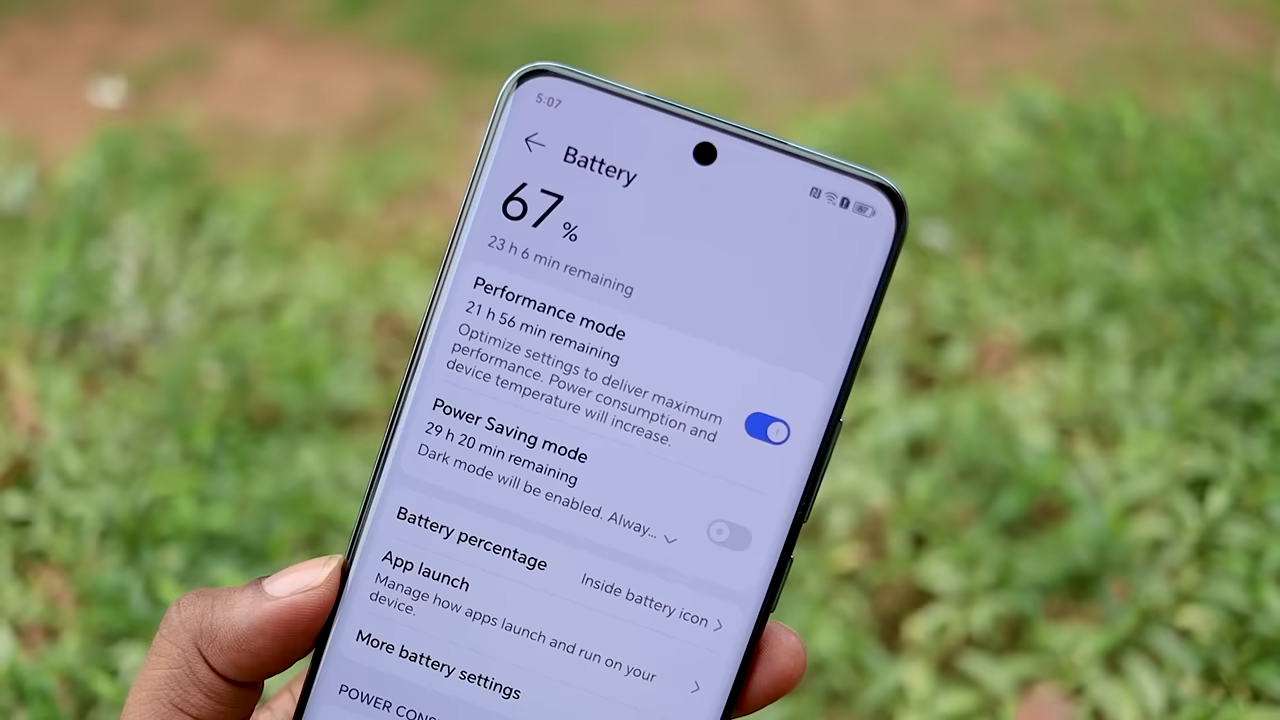 5:07
Battery
67 %
23 h 6 min remaining
Performance mode
21 h 56 min remaining
Optimize settings to deliver maximum
performance. Power consumption and
device temperature will increase.
Power Saving mode
29 h 20 min remaining
Dark mode will be enabled. Alway...
Battery percentage
Inside battery icon
App launch
Manage how apps launch and run on your
device.
More battery settings
POWER CONS